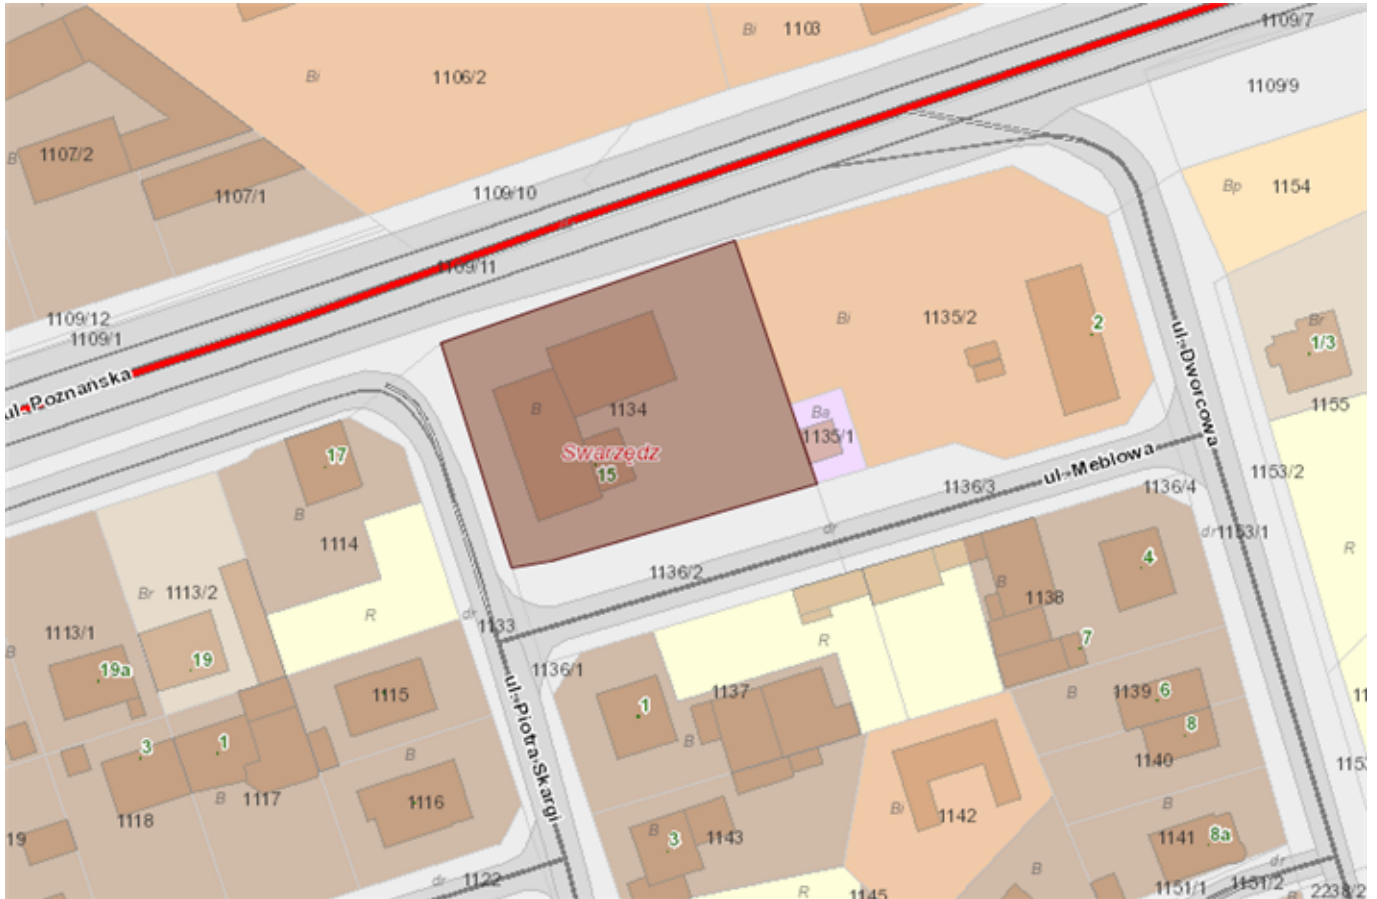 1109/7
Bi 1103
Bi 1106/2
1109/9
B 1107/2
Bp 1154
1107/1
1109/10
1109/11
1109/12
1109/1
Bi 1135/2
2
Br
1/3
ul. Poznańska
ul. Dworcowa
1155
B 1134
Ba
1135/1
Swarzędz
15
17
ul. Meblowa
1136/3
1136/4
1153/2
B
1114
dr
dr 1153/1
R
4
1136/2
Br 1113/2
B 1138
R
dr
1133
1113/1
R
7
B
19a
19
1136/1
ul. Piotra Skargi
1115
1137
1
B
1139
6
B
8
3
1
B
B
1140
1116
B
1117
1118
Bi
1142
B
1143
3
B
1141
8a
19
dr
1122
B
dr
R
1145
1151/1
1151/2
2238/2
B